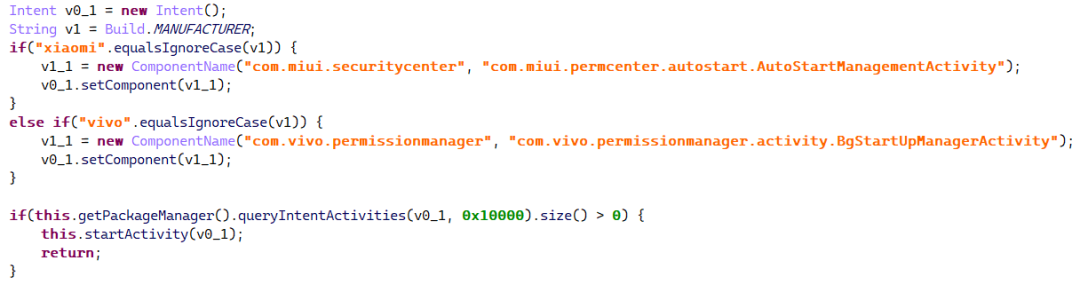 Intent v0_1 = new Intent();
String v1 = Build.MANUFACTURER;
if("xiaomi".equalsIgnoreCase(v1)) {
    v1_1 = new ComponentName("com.miui.securitycenter", "com.miui.permcenter.autostart.AutoStartManagementActivity");
    v0_1.setComponent(v1_1);
}
else if("vivo".equalsIgnoreCase(v1)) {
    v1_1 = new ComponentName("com.vivo.permissionmanager", "com.vivo.permissionmanager.activity.BgStartUpManagerActivity");
    v0_1.setComponent(v1_1);
}

if(this.getPackageManager().queryIntentActivities(v0_1, 0x10000).size() > 0) {
    this.startActivity(v0_1);
    return;
}